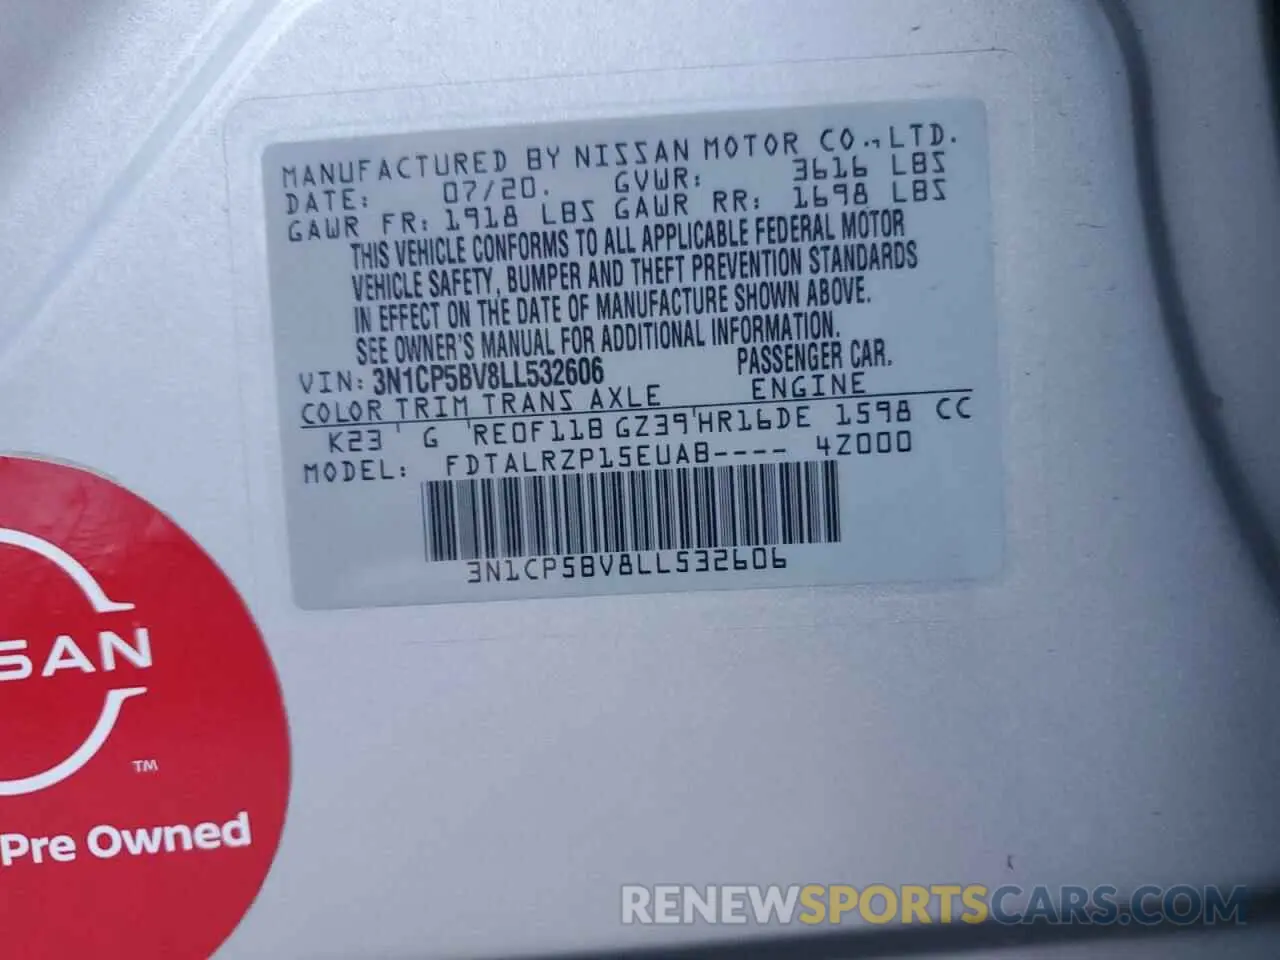 MANUFACTURED BY NISSAN MOTOR CO., LTD.
DATE: 07/20. GVWR: 3616 LBS
GAWR FR: 1918 LBS GAWR RR: 1698 LBS
THIS VEHICLE CONFORMS TO ALL APPLICABLE FEDERAL MOTOR
VEHICLE SAFETY, BUMPER AND THEFT PREVENTION STANDARDS
IN EFFECT ON THE DATE OF MANUFACTURE SHOWN ABOVE.
SEE OWNER'S MANUAL FOR ADDITIONAL INFORMATION.
VIN: 3N1CP5BV8LL532606 PASSENGER CAR.
COLOR TRIM TRANS AXLE ENGINE
K23 G RE0F11B GZ39 HR16DE 1598 CC
MODEL: FDTALRZP15EUAB---- 4Z000
3N1CP5BV8LL532606
SSAN
TM
Pre Owned
RENEWSPORTSCARS.COM